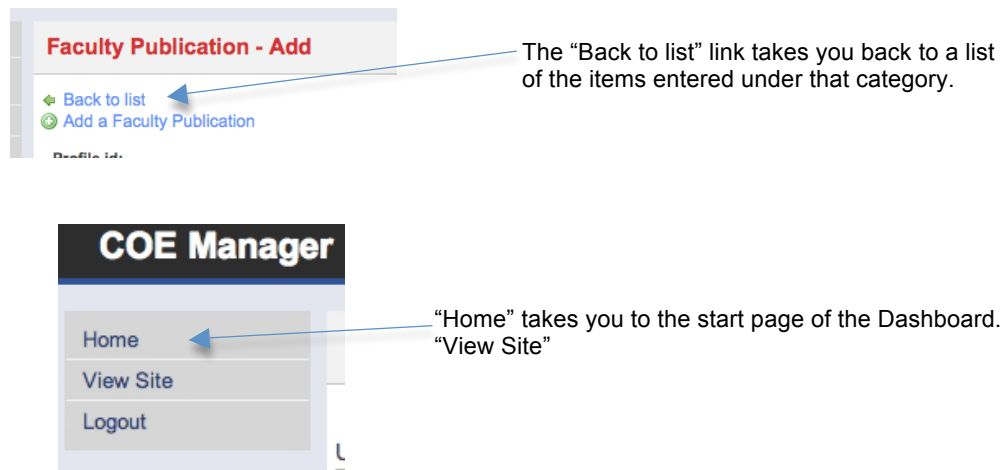 Faculty Publication - Add
Back to list
Add a Faculty Publication
The “Back to list” link takes you back to a list
of the items entered under that category.
COE Manager
Home
View Site
Logout
“Home” takes you to the start page of the Dashboard.
“View Site”